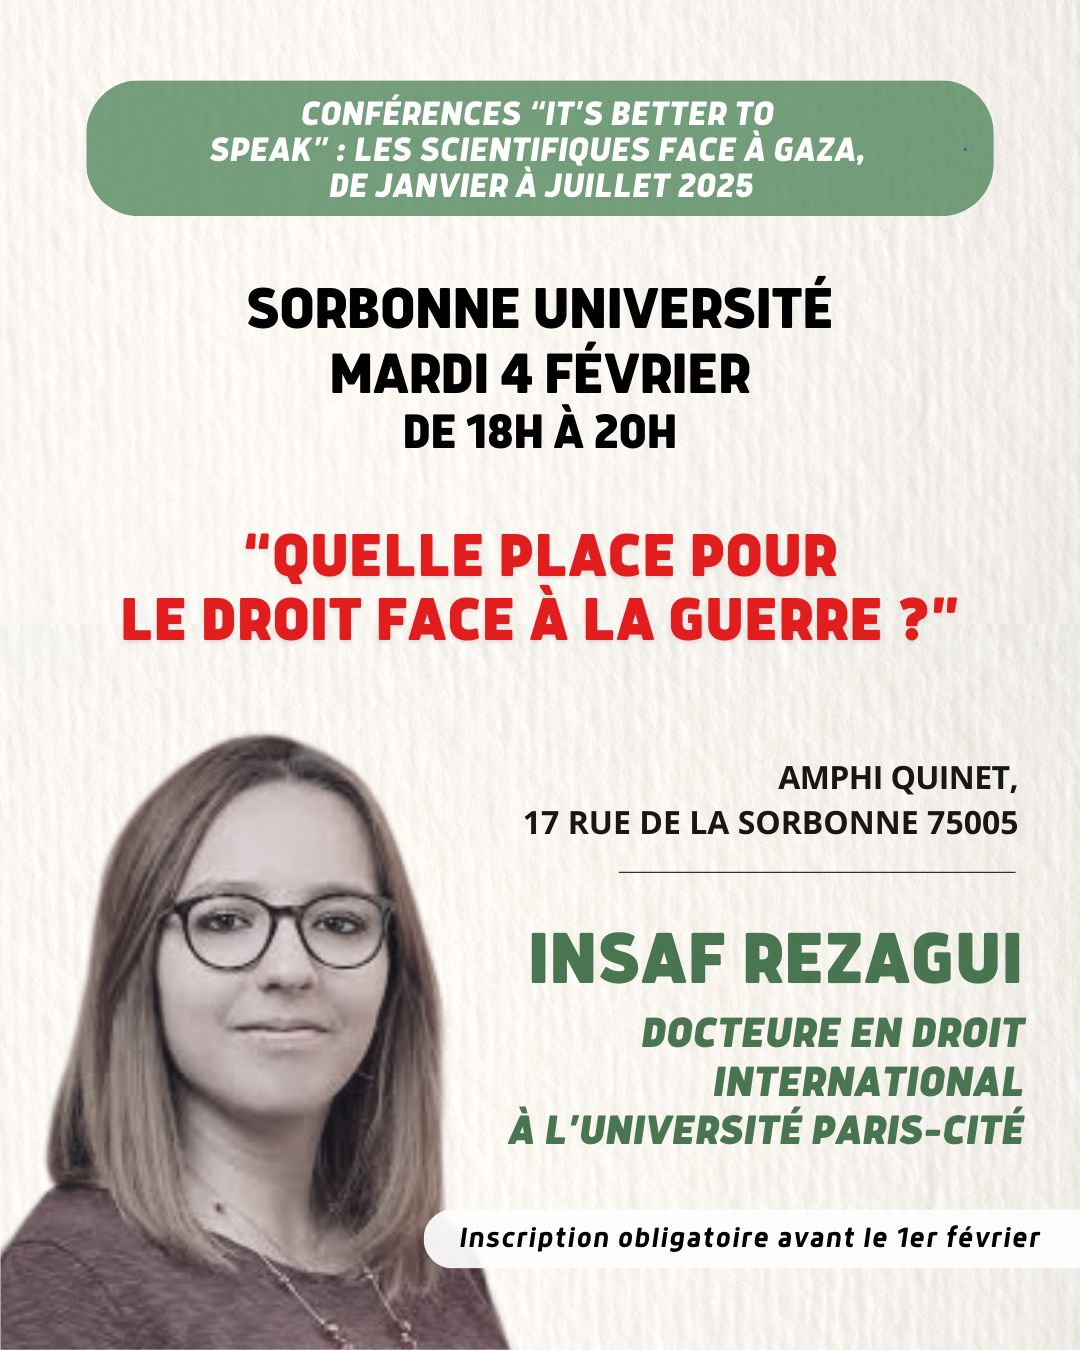 CONFÉRENCES “IT’S BETTER TO
SPEAK” : LES SCIENTIFIQUES FACE À GAZA,
DE JANVIER À JUILLET 2025
SORBONNE UNIVERSITÉ
MARDI 4 FÉVRIER
DE 18H À 20H
“QUELLE PLACE POUR
LE DROIT FACE À LA GUERRE ?”
AMPHI QUINET,
17 RUE DE LA SORBONNE 75005
INSAF REZAGUI
DOCTEURE EN DROIT
INTERNATIONAL
À L’UNIVERSITÉ PARIS-CITÉ
Inscription obligatoire avant le 1er février